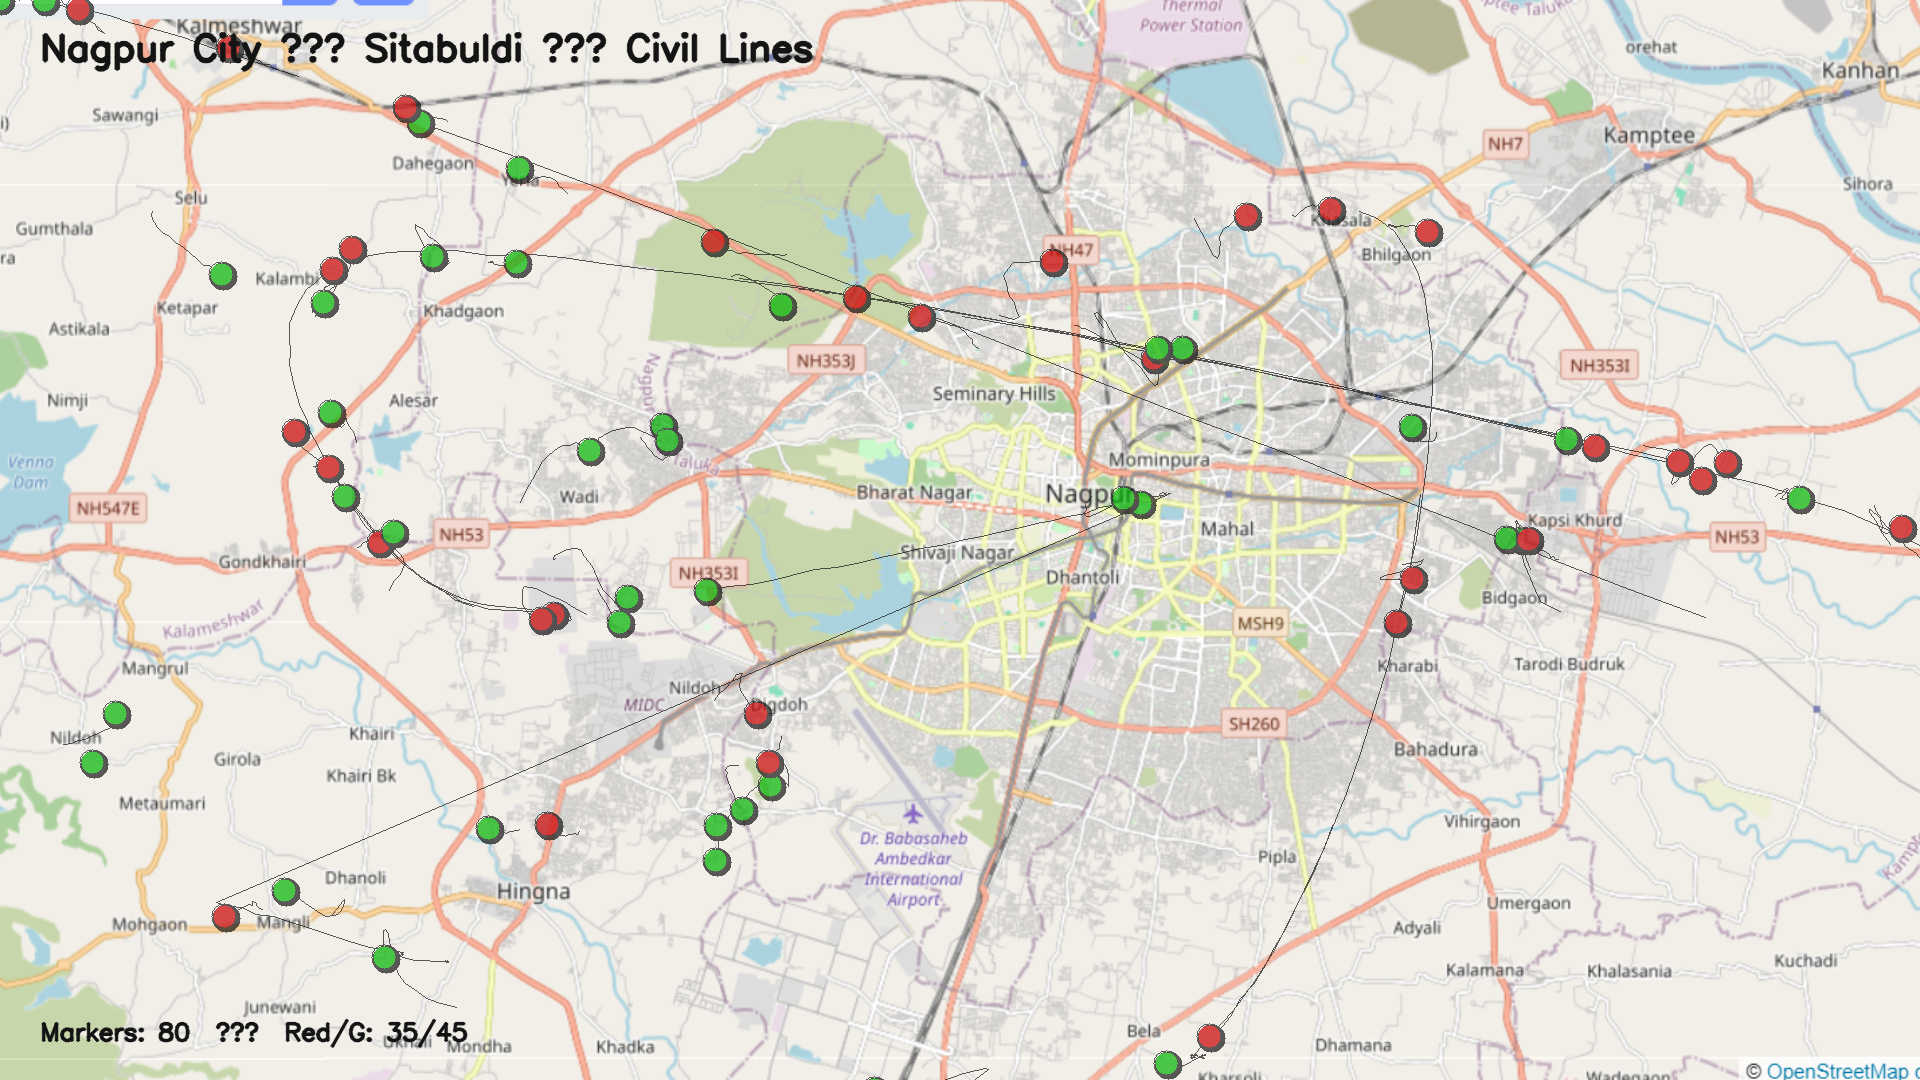 Kalmeshwar
Nagpur City ??? Sitabuldi ??? Civil Lines
Thermal
Power Station
orehat
Kanhan
Sawangi
Kamptee
NH7
Dahegaon
Selu
Sihora
Gumthala
NH47
Bhilgaon
Kalambi
Ketapar
Khadgaon
Astikala
NH353J
NH353I
Seminary Hills
Nimji
Alesar
Nagpur
Taluka
Mominpura
Venna
Dam
Wadi
Bharat Nagar
Nagpur
NH547E
Kapsi Khurd
Mahal
NH53
NH53
Gondkhairi
Shivaji Nagar
NH353I
Dhantoli
Bidgaon
Kalameshwar
MSH9
Mangrul
Kharabi
Tarodi Budruk
Nildoh
MIDC
Digdoh
SH260
Nildoh
Khairi
Bahadura
Girola
Khairi Bk
Metaumari
Vihirgaon
Dr. Babasaheb
Ambedkar
International
Airport
Pipla
Dhanoli
Hingna
Umergaon
Mohgaon
Mangli
Adyali
Kuchadi
Kalamana
Khalasania
Junewani
Markers: 80 ??? Red/G: 35/45
Mondha
Khadka
Bela
Dhamana
Kharsoli
Wadegaon
© OpenStreetMap c